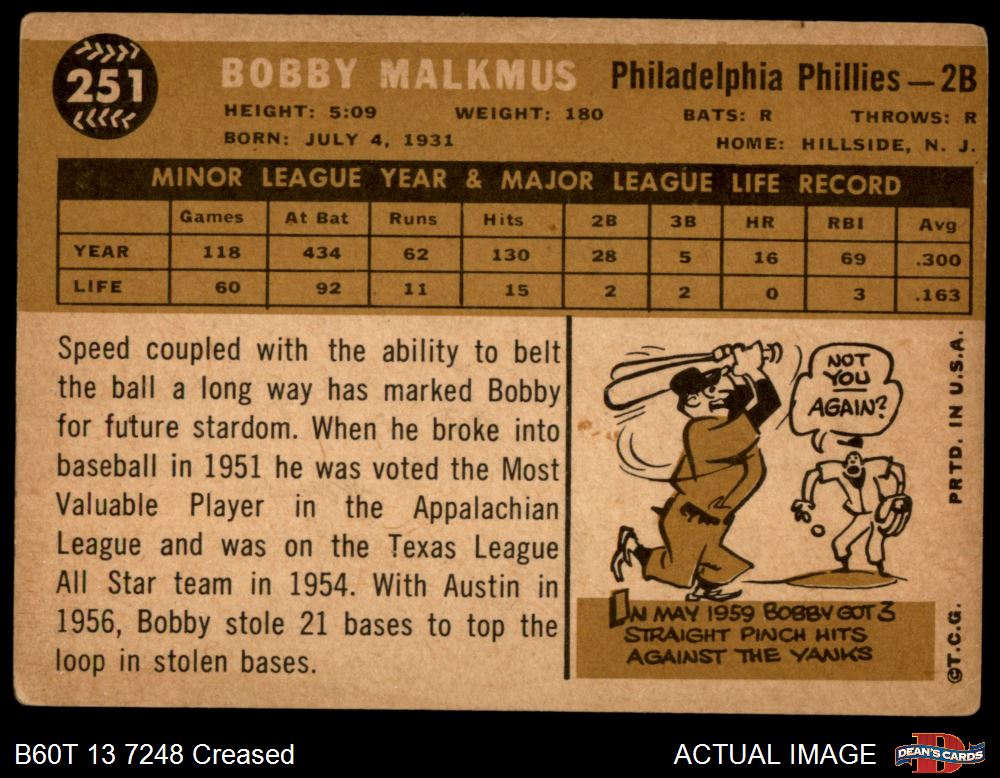 251
BOBBY MALKMUS Philadelphia Phillies — 2B
HEIGHT: 5:09 WEIGHT: 180 BATS: R THROWS: R
BORN: JULY 4, 1931 HOME: HILLSIDE, N. J.
MINOR LEAGUE YEAR & MAJOR LEAGUE LIFE RECORD
Games At Bat Runs Hits 2B 3B HR RBI Avg
YEAR 118 434 62 130 28 5 16 69 .300
LIFE 60 92 11 15 2 2 0 3 .163
Speed coupled with the ability to belt
the ball a long way has marked Bobby
for future stardom. When he broke into
baseball in 1951 he was voted the Most
Valuable Player in the Appalachian
League and was on the Texas League
All Star team in 1954. With Austin in
1956, Bobby stole 21 bases to top the
loop in stolen bases.
NOT
YOU
AGAIN?
IN MAY 1959 BOBBY GOT 3
STRAIGHT PINCH HITS
AGAINST THE YANKS
PRTD. IN U.S.A.
©T.C.G.
B60T 13 7248 Creased
ACTUAL IMAGE
DEAN'S CARDS